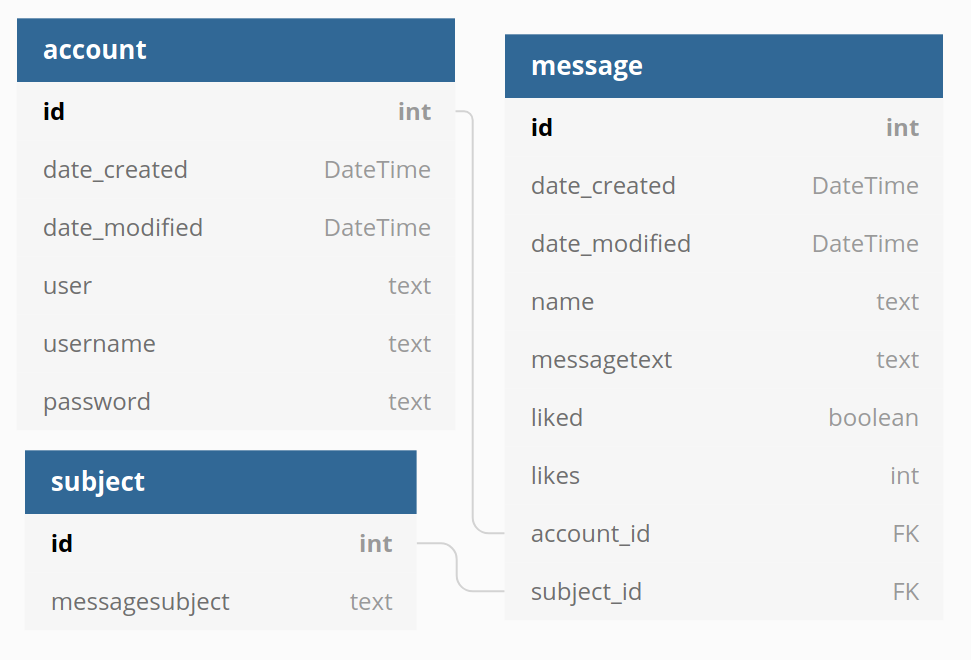 account
id int
date_created DateTime
date_modified DateTime
user text
username text
password text
subject
id int
messagesubject text
message
id int
date_created DateTime
date_modified DateTime
name text
messagetext text
liked boolean
likes int
account_id FK
subject_id FK